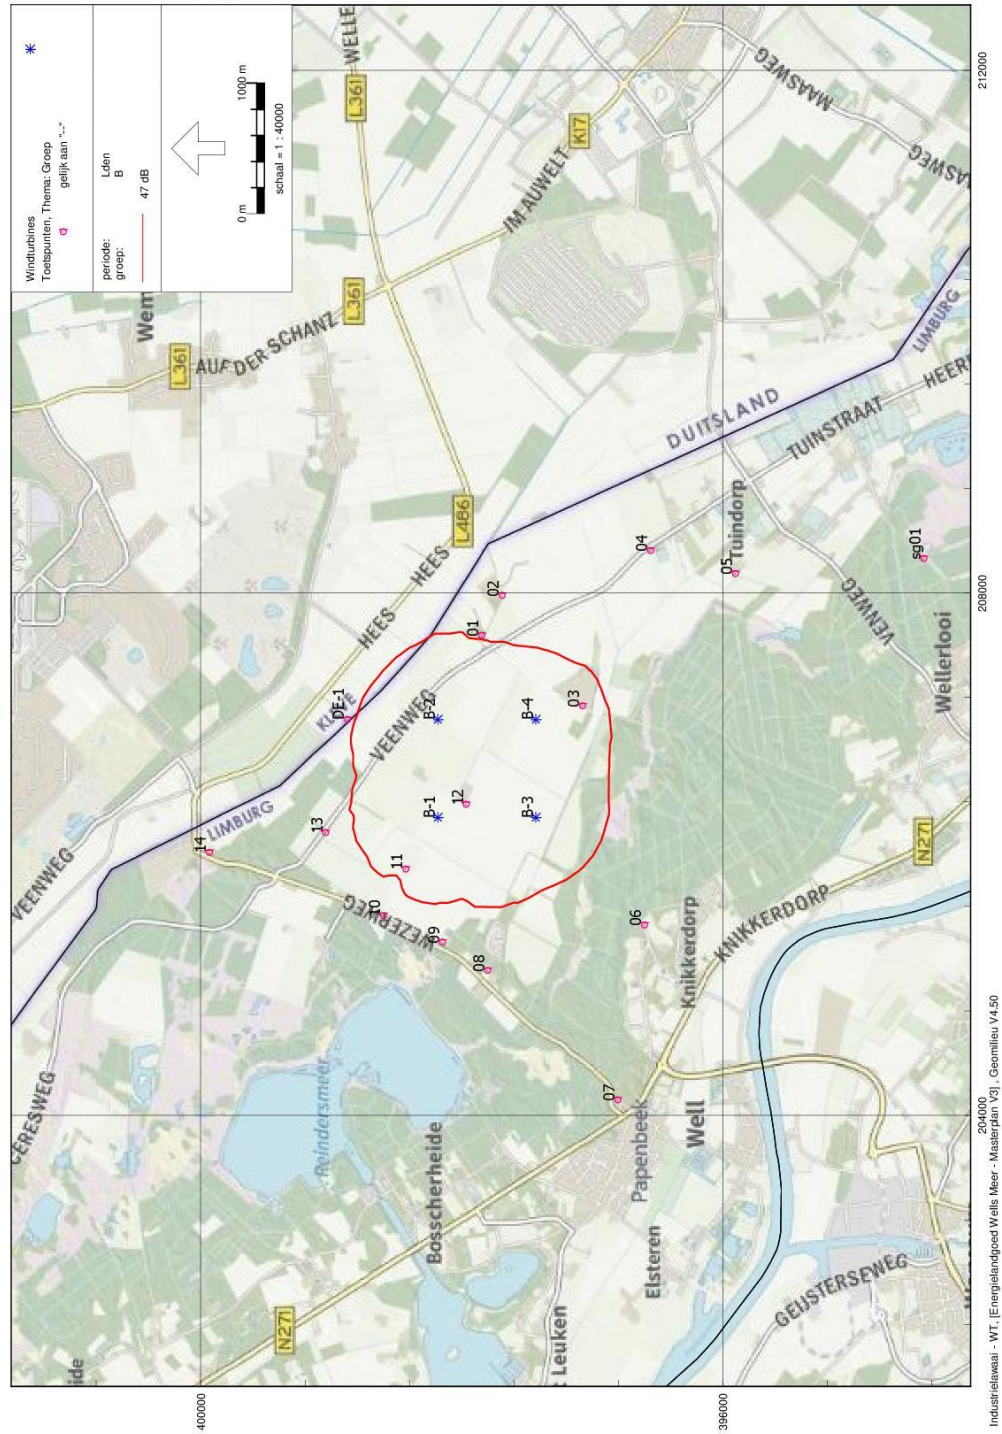 Windturbines
Toetspunten, Thema: Groep
gelijk aan "--"
periode: Lden
groep: B
47 dB
0 m
1000 m
schaal = 1 : 40000
212000
208000
204000
400000
396000
WELLE
L361
L361
L361
Wem
AUF DER SCHANZ
IM AUWELT
K17
MAASWEG
MAASWEG
DUITSLAND
LIMBURG
HEER
TUINSTRAAT
L486
HEES
HEES
Tuindorp
VENWEG
Wellerlooi
sg01
04
05
02
01
03
DE-1
B-2
B-4
B-1
12
B-3
VEENWEG
LIMBURG
13
14
11
10
09
08
WEZERWEG
06
07
VEENWEG
CERESWEG
Reindersmeer
Bosscherheide
Knikkerdorp
KNIKKERDORP
N271
Papenbeek
Well
Elsteren
Leuken
N271
ide
GEIJSTERSEWEG
Industrielawaai - WT, [Energielandgoed Wells Meer - Masterplan V3] , Geomilieu V4.50